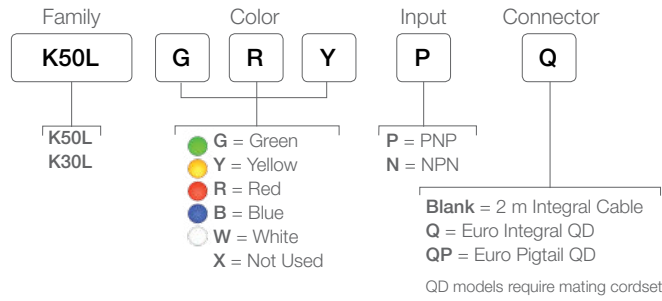 Family Color Input Connector
K50L G R Y P Q
K50L
K30L
G = Green
Y = Yellow
R = Red
B = Blue
W = White
X = Not Used
P = PNP
N = NPN
Blank = 2 m Integral Cable
Q = Euro Integral QD
QP = Euro Pigtail QD
QD models require mating cordset